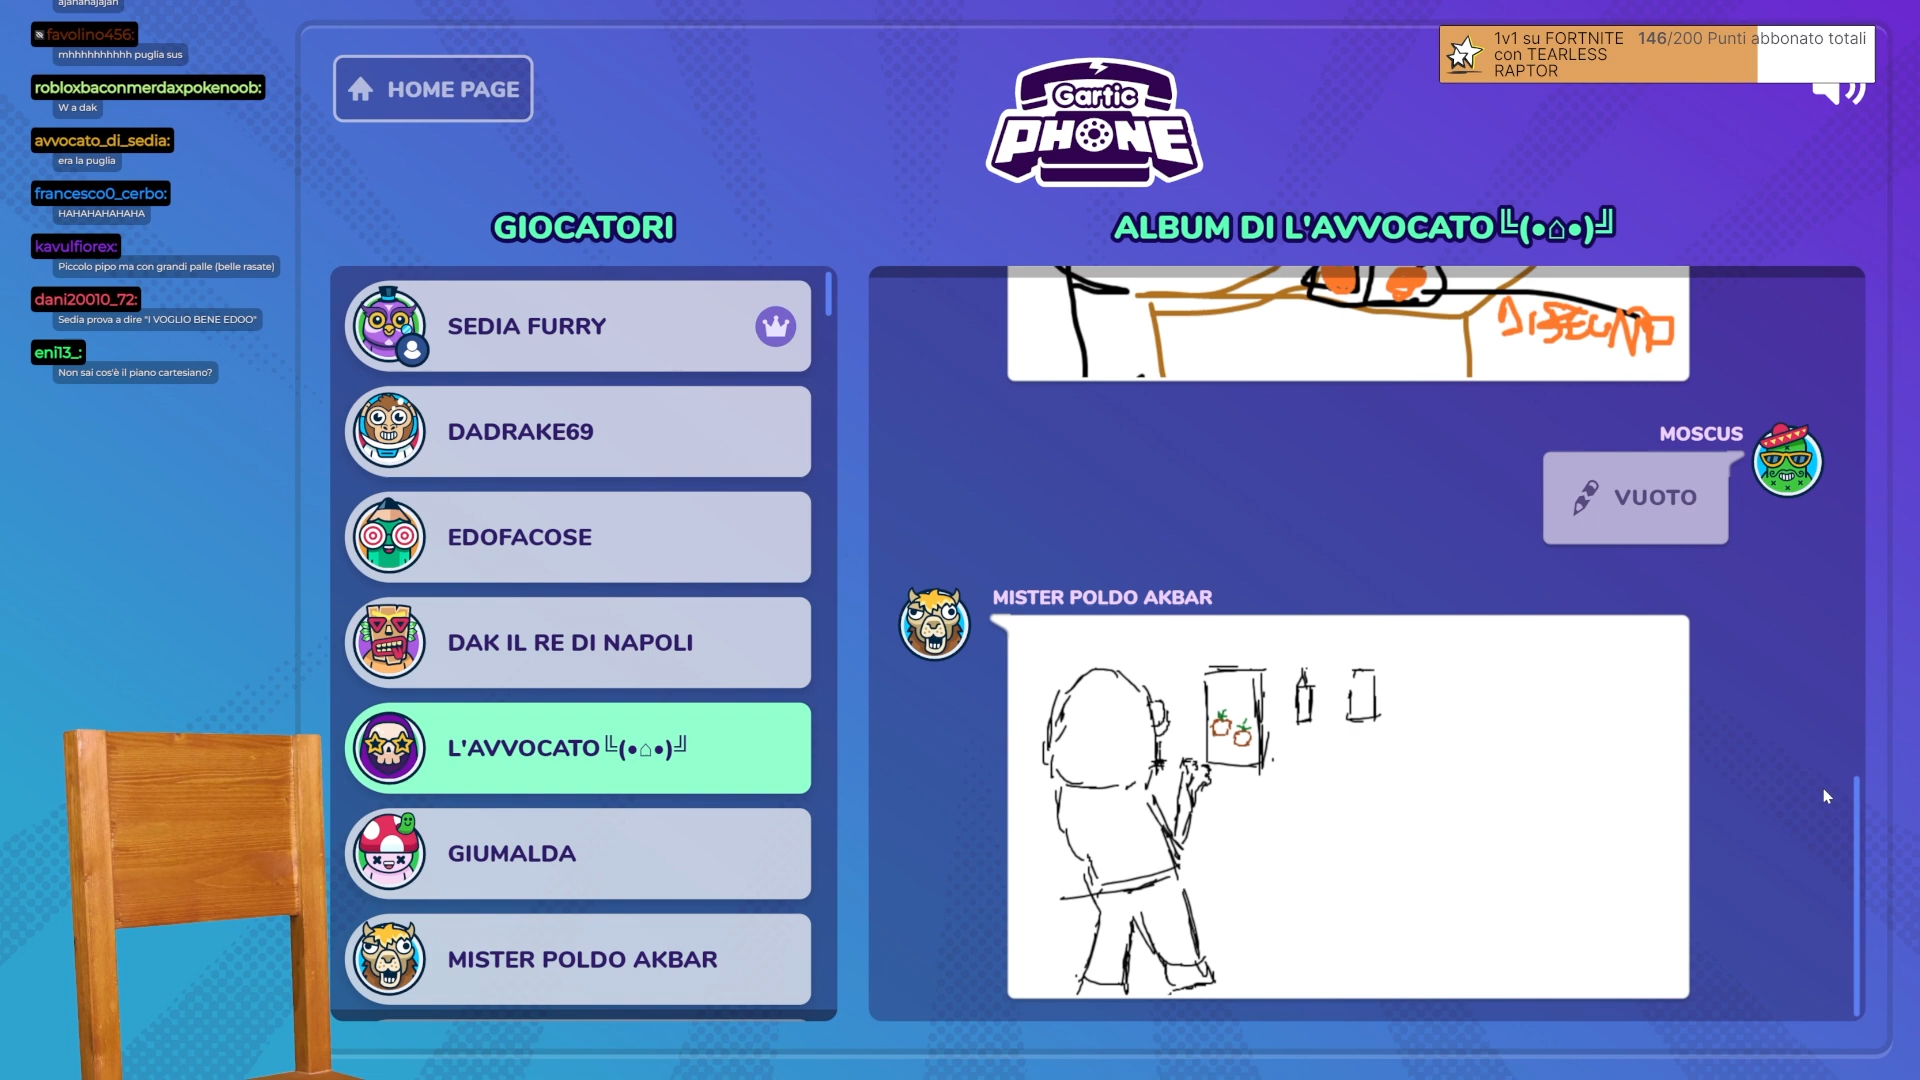 ajahahajajah
favolino456:
mhhhhhhhhhh puglia sus
robloxbaconmerdaxpokenoob:
W a dak
avvocato_di_sedia:
era la puglia
francesco0_cerbo:
HAHAHAHAHAHA
kavulfiorex:
Piccolo pipo ma con grandi palle (belle rasate)
dani20010_72:
Sedia prova a dire "I VOGLIO BENE EDOO"
eni13_:
Non sai cos'è il piano cartesiano?
HOME PAGE
Gartic
PHONE
1v1 su FORTNITE
con TEARLESS
RAPTOR
146/200 Punti abbonato totali
GIOCATORI
SEDIA FURRY
DADRAKE69
EDOFACOSE
DAK IL RE DI NAPOLI
L'AVVOCATO╚(•⌂•)╝
GIUMALDA
MISTER POLDO AKBAR
ALBUM DI L'AVVOCATO╚(•⌂•)╝
DISEGNO
MOSCUS
VUOTO
MISTER POLDO AKBAR